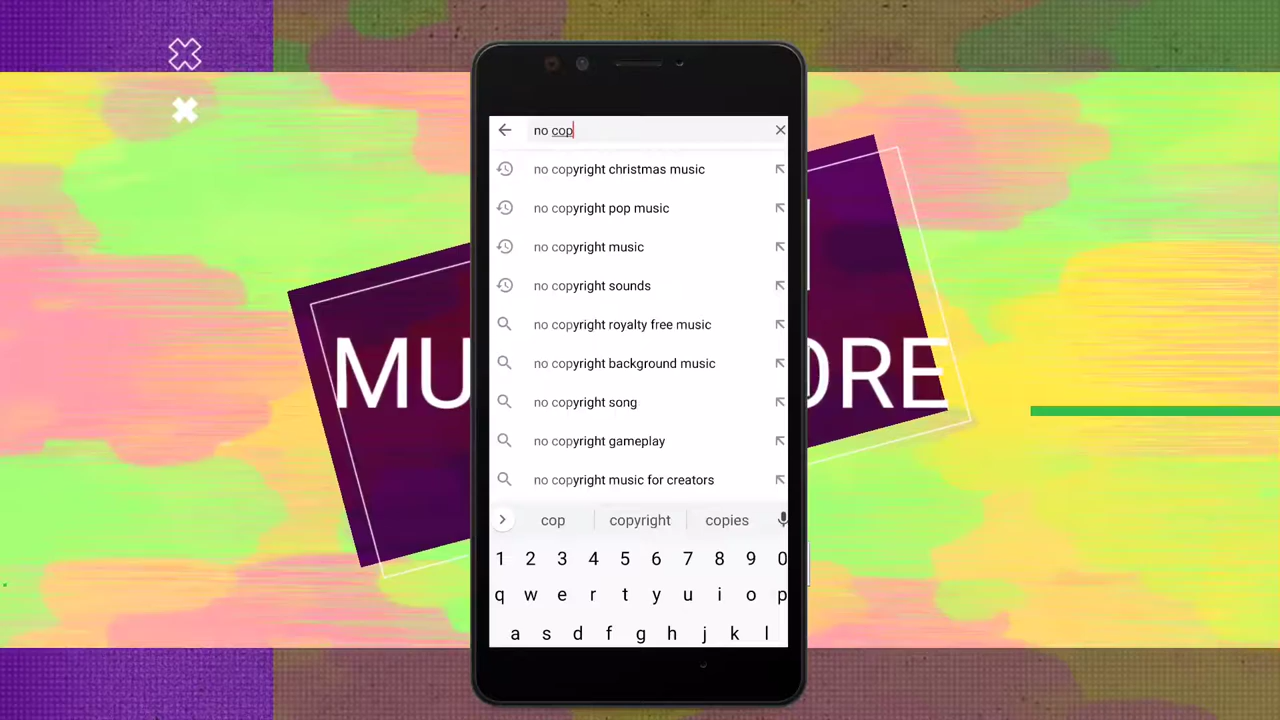 no cop
no copyright christmas music
no copyright pop music
no copyright music
no copyright sounds
no copyright royalty free music
no copyright background music
no copyright song
no copyright gameplay
no copyright music for creators
cop copyright copies
1 2 3 4 5 6 7 8 9 0
q w e r t y u i o p
a s d f g h j k l
MU ORE